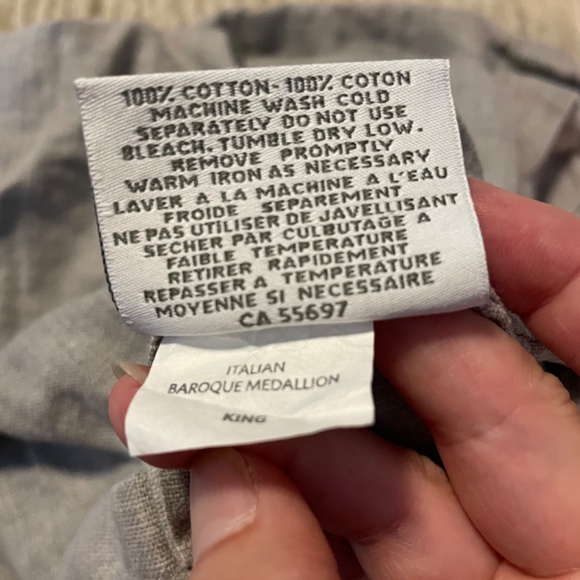 100% COTTON- 100% COTON
MACHINE WASH COLD
SEPARATELY DO NOT USE
BLEACH. TUMBLE DRY LOW.
REMOVE PROMPTLY
WARM IRON AS NECESSARY
LAVER A LA MACHINE A L'EAU
FROIDE SEPAREMENT
NE PAS UTILISER DE JAVELLISANT
SECHER PAR CULBUTAGE A
FAIBLE TEMPERATURE
RETIRER RAPIDEMENT
REPASSER A TEMPERATURE
MOYENNE SI NECESSAIRE
CA 55697
ITALIAN
BAROQUE MEDALLION
KING